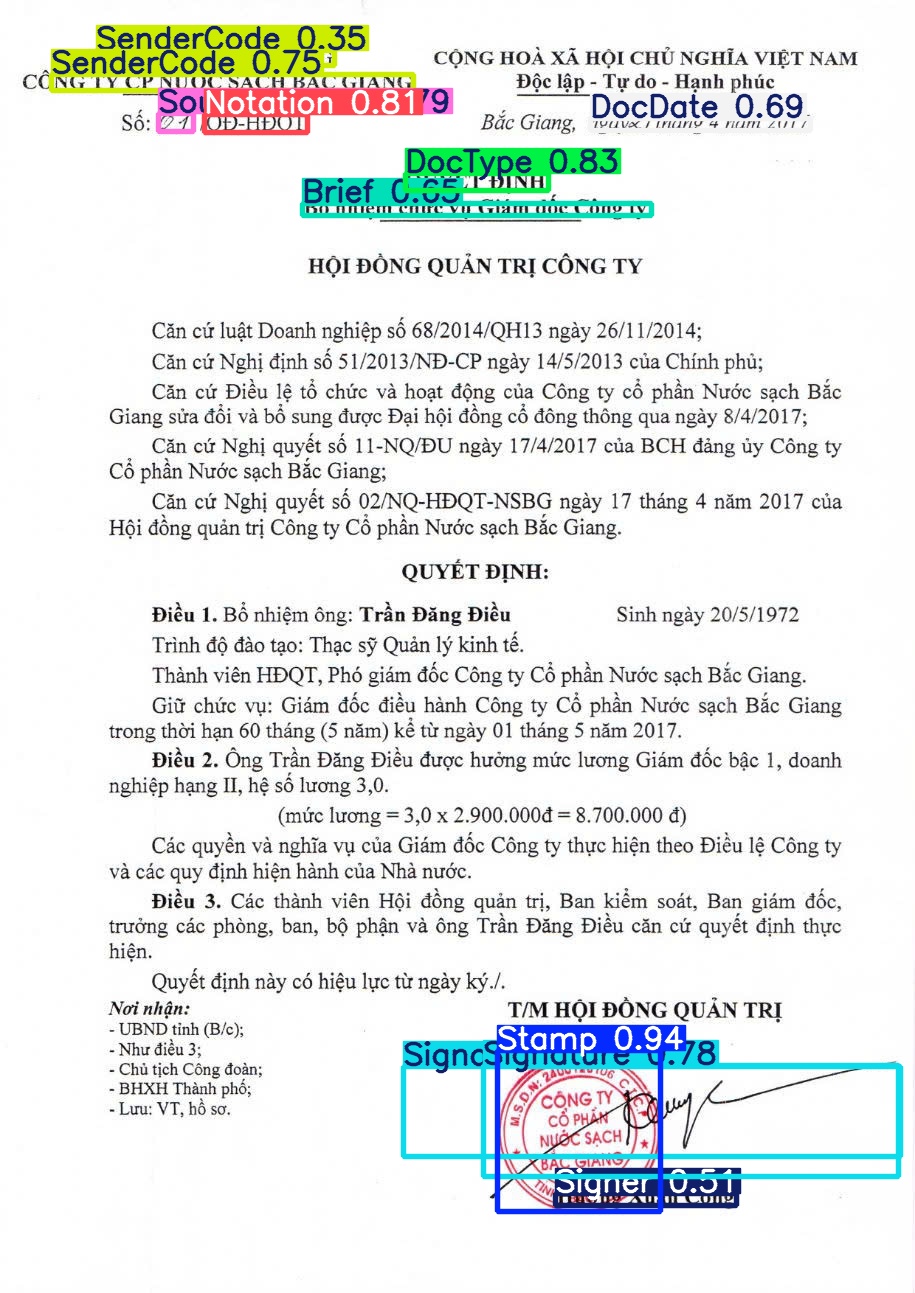 SenderCode 0.35
SenderCode 0.75
CÔNG TY CP NƯỚC SẠCH BẮC GIANG
CỘNG HOÀ XÃ HỘI CHỦ NGHĨA VIỆT NAM
Độc lập - Tự do - Hạnh phúc
Notation 0.81
79
DocDate 0.69
Số: 21 /QĐ-HĐQT
Bắc Giang,
DocType 0.83
ĐỊNH
Brief 0.65
Bổ nhiệm chức vụ Giám đốc Công ty
HỘI ĐỒNG QUẢN TRỊ CÔNG TY
Căn cứ luật Doanh nghiệp số 68/2014/QH13 ngày 26/11/2014;
Căn cứ Nghị định số 51/2013/NĐ-CP ngày 14/5/2013 của Chính phủ;
Căn cứ Điều lệ tổ chức và hoạt động của Công ty cổ phần Nước sạch Bắc
Giang sửa đổi và bổ sung được Đại hội đồng cổ đông thông qua ngày 8/4/2017;
Căn cứ Nghị quyết số 11-NQ/ĐU ngày 17/4/2017 của BCH đảng ủy Công ty
Cổ phần Nước sạch Bắc Giang;
Căn cứ Nghị quyết số 02/NQ-HĐQT-NSBG ngày 17 tháng 4 năm 2017 của
Hội đồng quản trị Công ty Cổ phần Nước sạch Bắc Giang.
QUYẾT ĐỊNH:
Điều 1. Bổ nhiệm ông: Trần Đăng Điều Sinh ngày 20/5/1972
Trình độ đào tạo: Thạc sỹ Quản lý kinh tế.
Thành viên HĐQT, Phó giám đốc Công ty Cổ phần Nước sạch Bắc Giang.
Giữ chức vụ: Giám đốc điều hành Công ty Cổ phần Nước sạch Bắc Giang
trong thời hạn 60 tháng (5 năm) kể từ ngày 01 tháng 5 năm 2017.
Điều 2. Ông Trần Đăng Điều được hưởng mức lương Giám đốc bậc 1, doanh
nghiệp hạng II, hệ số lương 3,0.
(mức lương = 3,0 x 2.900.000đ = 8.700.000 đ)
Các quyền và nghĩa vụ của Giám đốc Công ty thực hiện theo Điều lệ Công ty
và các quy định hiện hành của Nhà nước.
Điều 3. Các thành viên Hội đồng quản trị, Ban kiểm soát, Ban giám đốc,
trưởng các phòng, ban, bộ phận và ông Trần Đăng Điều căn cứ quyết định thực
hiện.
Quyết định này có hiệu lực từ ngày ký./.
Nơi nhận:
- UBND tỉnh (B/c);
- Như điều 3;
- Chủ tịch Công đoàn;
- BHXH Thành phố;
- Lưu: VT, hồ sơ.
T/M HỘI ĐỒNG QUẢN TRỊ
Stamp 0.94
Signature 0.78
CÔNG TY
CỔ PHẦN
NƯỚC SẠCH
BẮC GIANG
Signer 0.51